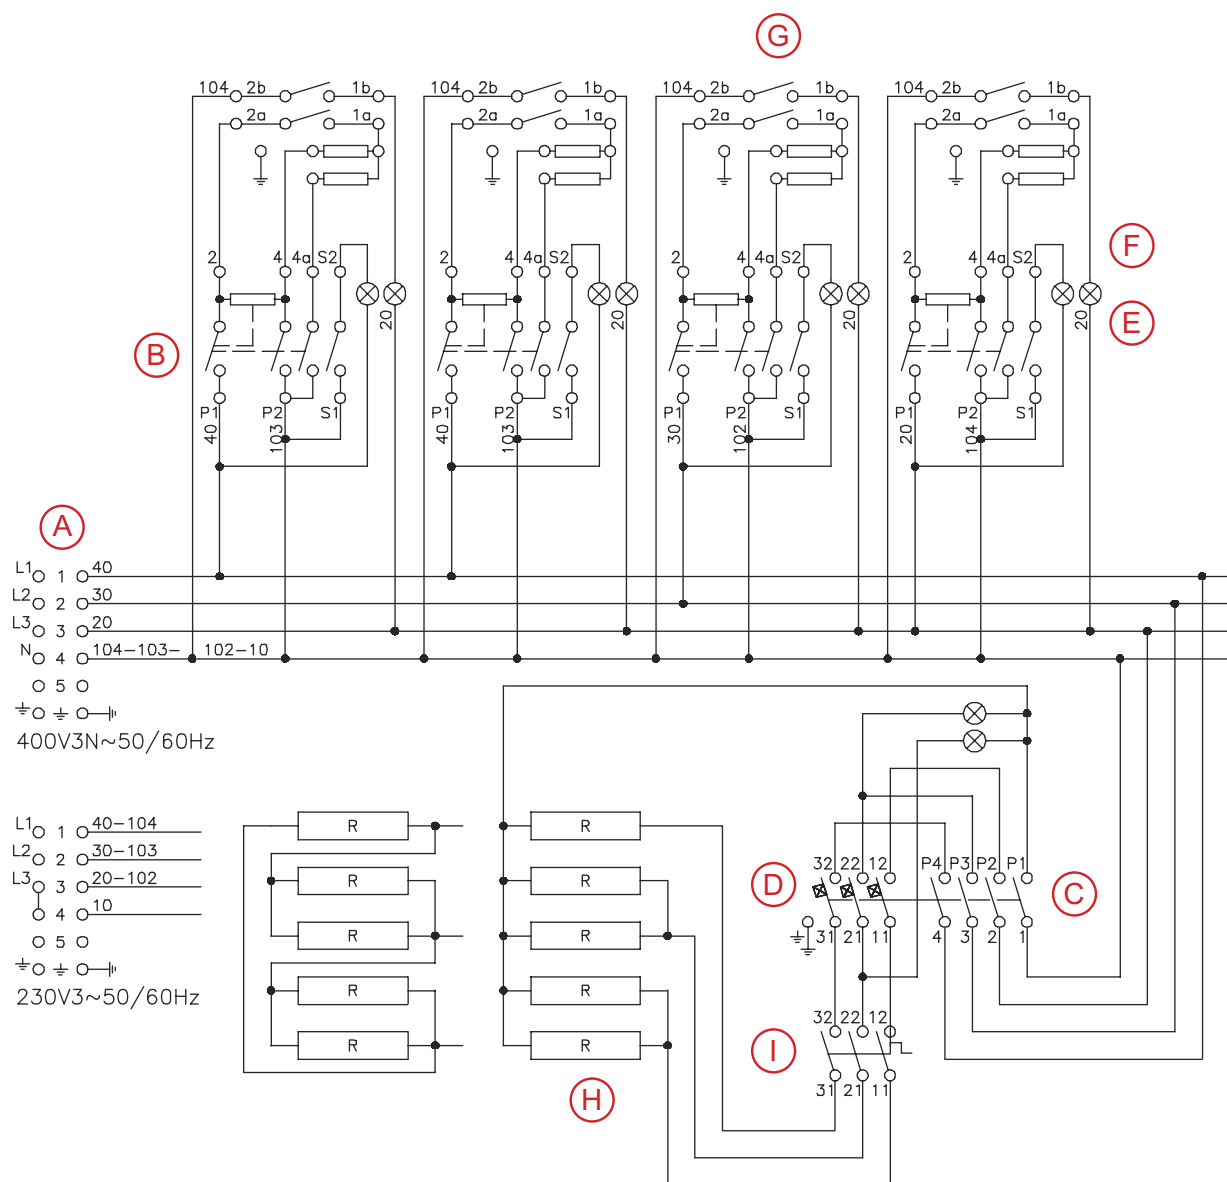 G
104 2b 1b 104 2b 1b 104 2b 1b 104 2b 1b
2a 1a 2a 1a 2a 1a 2a 1a
F
2 4 4a S2 2 4 4a S2 2 4 4a S2 2 4 4a S2
20 20 20 20
E
B
P1 P2 S1 P1 P2 S1 P1 P2 S1 P1 P2 S1
40 103 40 103 30 102 20 104
A
L1 1 40
L2 2 30
L3 3 20
N 4 104-103- 102-10
5
400V3N~50/60Hz
L1 1 40-104
L2 2 30-103
L3 3 20-102
4 10
5
230V3~50/60Hz
R R
R R
R R
R R
R R
H
32 22 12 P4 P3 P2 P1
D C
31 21 11 4 3 2 1
32 22 12
I
31 21 11